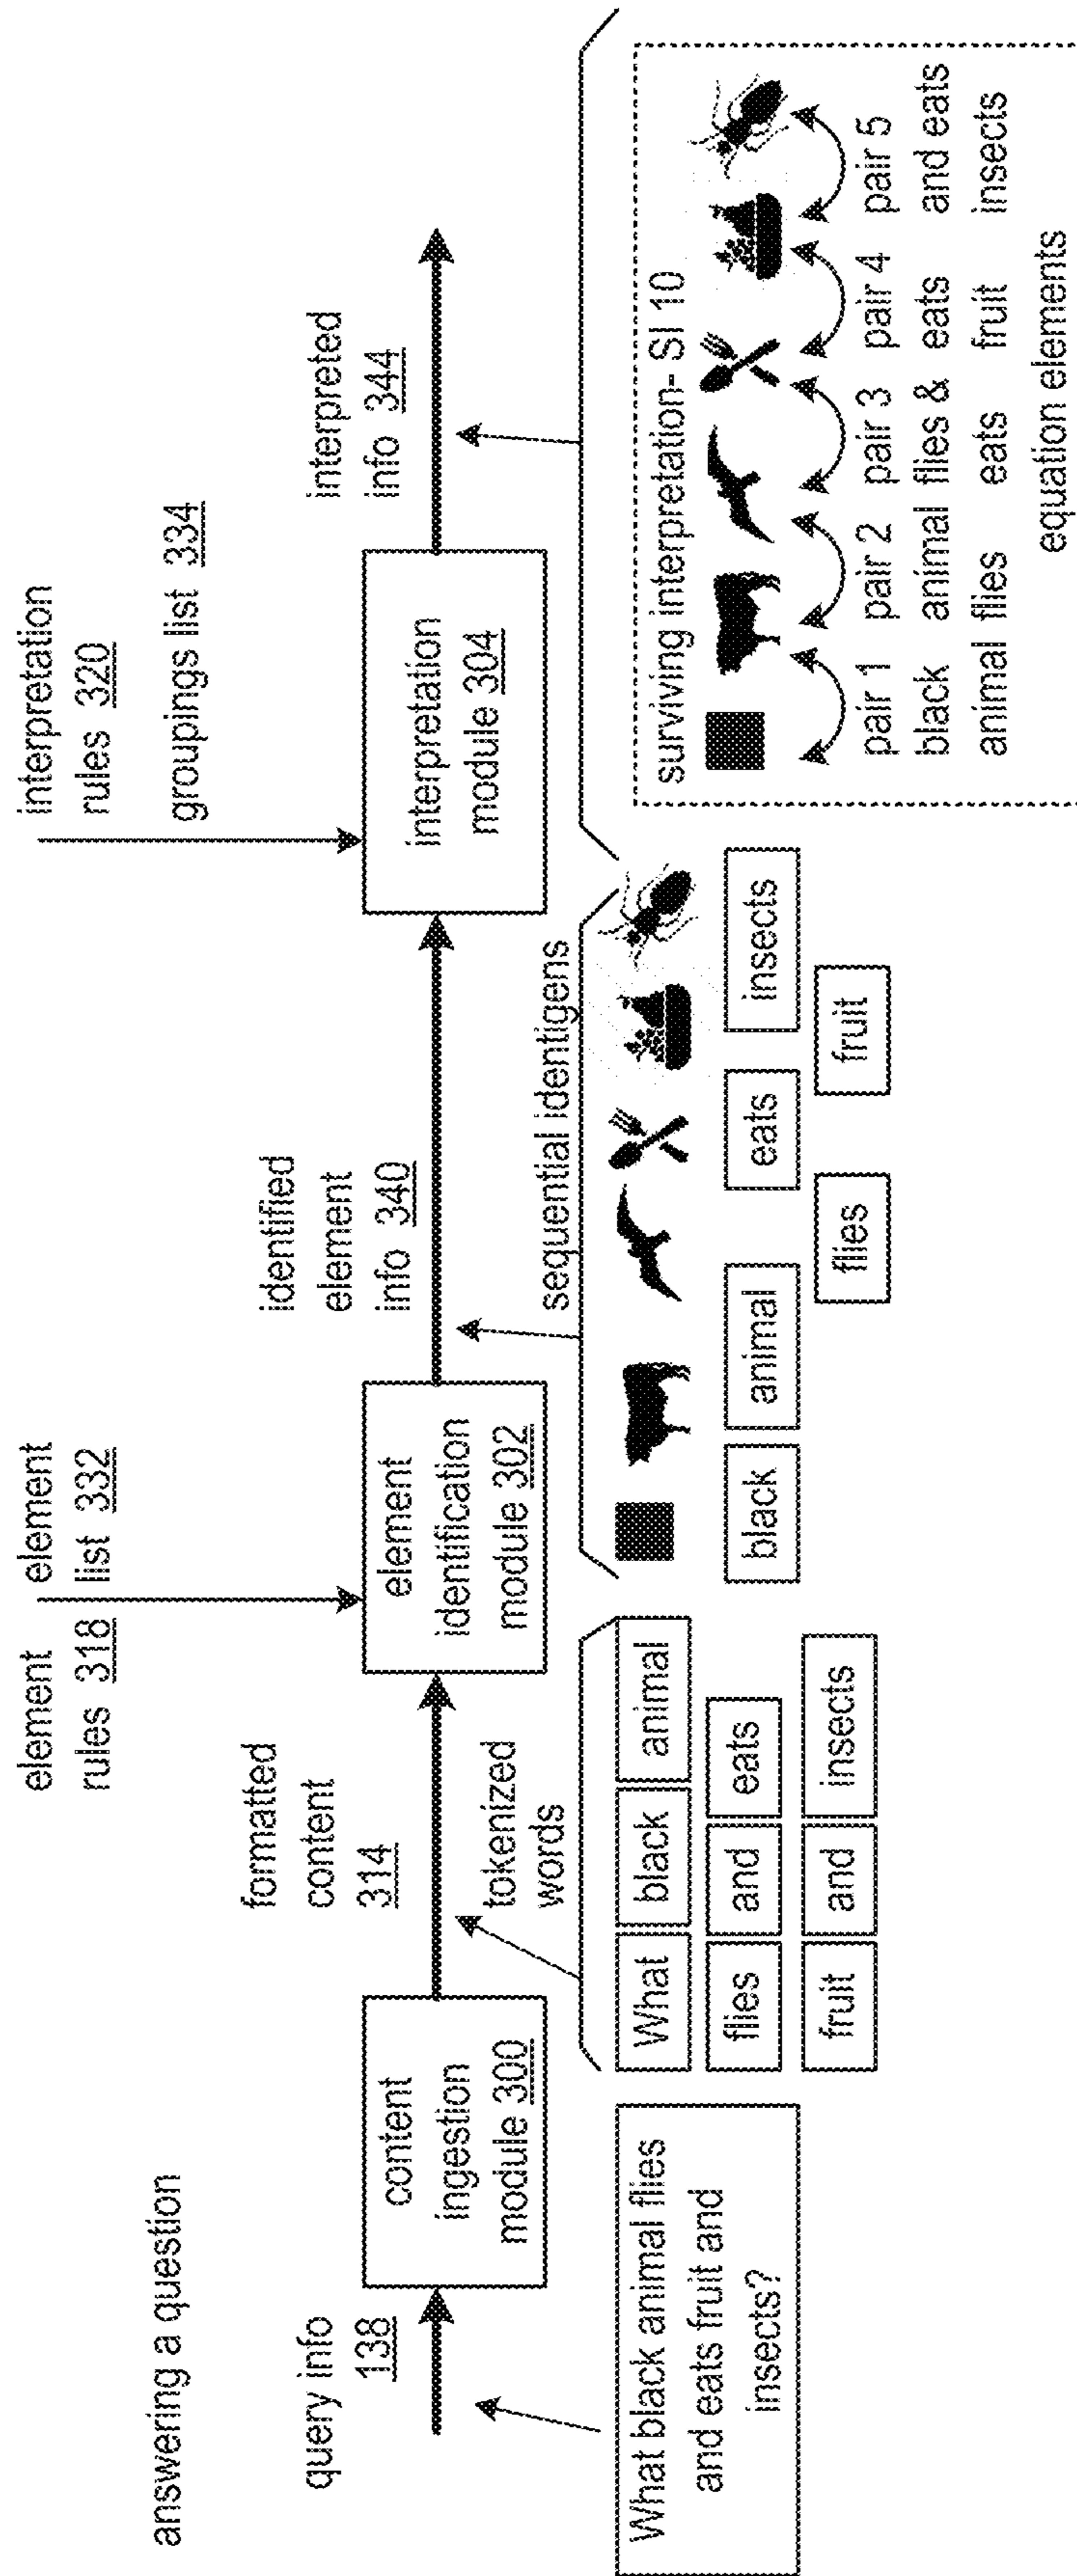 answering a question
element
rules 318
element
list 332
interpretation
rules 320
groupings list 334
query info
138
content
ingestion
module 300
formatted
content
314
element
identification
module 302
identified
element
info 340
interpretation
module 304
interpreted
info 344
What black animal flies
and eats fruit and
insects?
tokenized
words
What black animal
flies and eats
fruit and insects
sequential identigens
black animal eats insects
flies fruit
surviving interpretation- SI 10
pair 1 pair 2 pair 3 pair 4 pair 5
black animal flies & eats and eats
animal flies eats fruit insects
equation elements